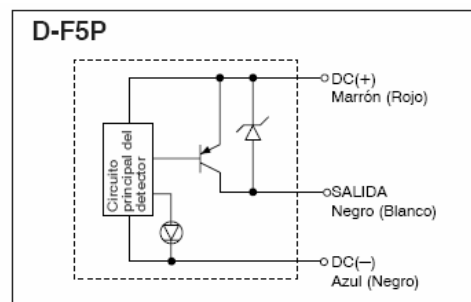 D-F5P
DC(+)
Marrón (Rojo)
Circuito
principal del
detector
SALIDA
Negro (Blanco)
DC(—)
Azul (Negro)